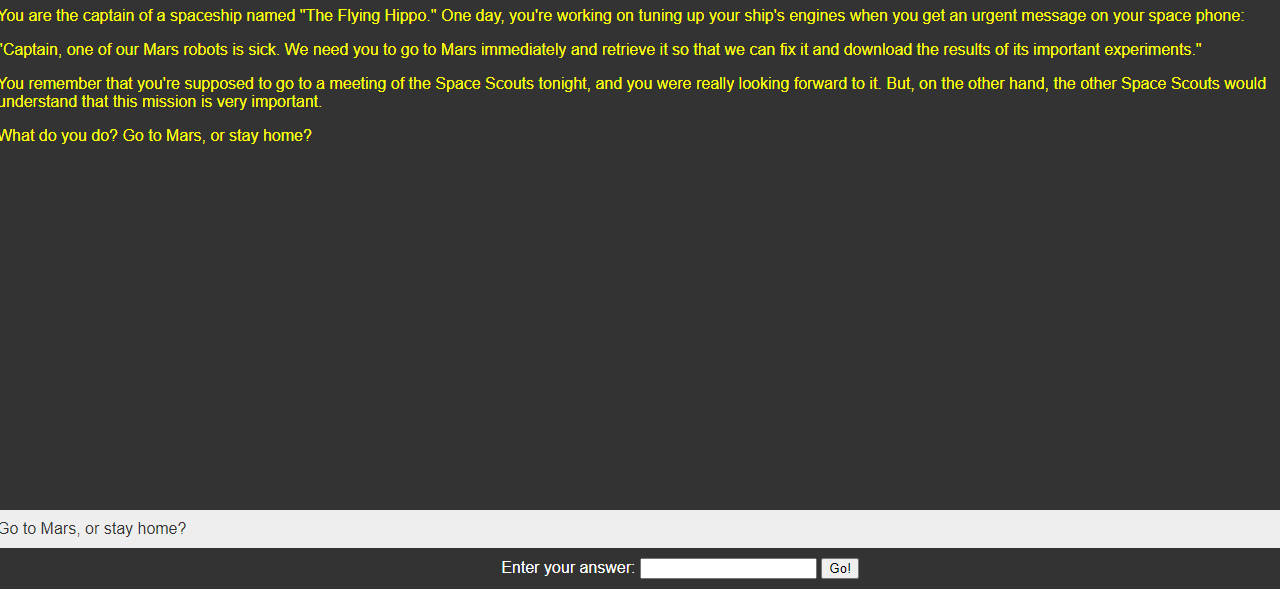 You are the captain of a spaceship named "The Flying Hippo." One day, you're working on tuning up your ship's engines when you get an urgent message on your space phone:
"Captain, one of our Mars robots is sick. We need you to go to Mars immediately and retrieve it so that we can fix it and download the results of its important experiments."
You remember that you're supposed to go to a meeting of the Space Scouts tonight, and you were really looking forward to it. But, on the other hand, the other Space Scouts would
understand that this mission is very important.
What do you do? Go to Mars, or stay home?
Go to Mars, or stay home?
Enter your answer: Go!